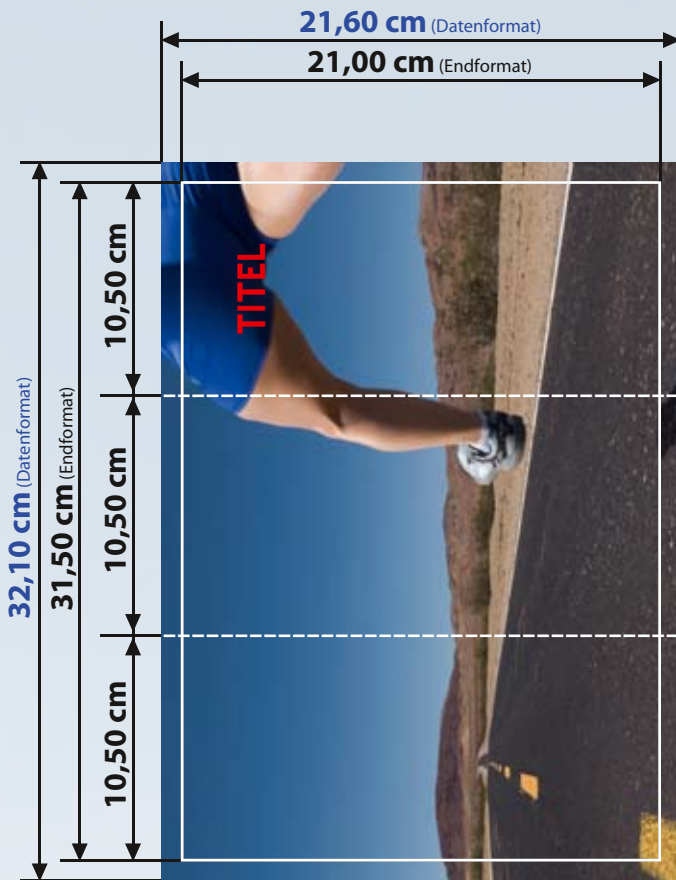 21,60 cm (Datenformat)
21,00 cm (Endformat)
32,10 cm (Datenformat)
31,50 cm (Endformat)
10,50 cm
10,50 cm
10,50 cm
TITEL